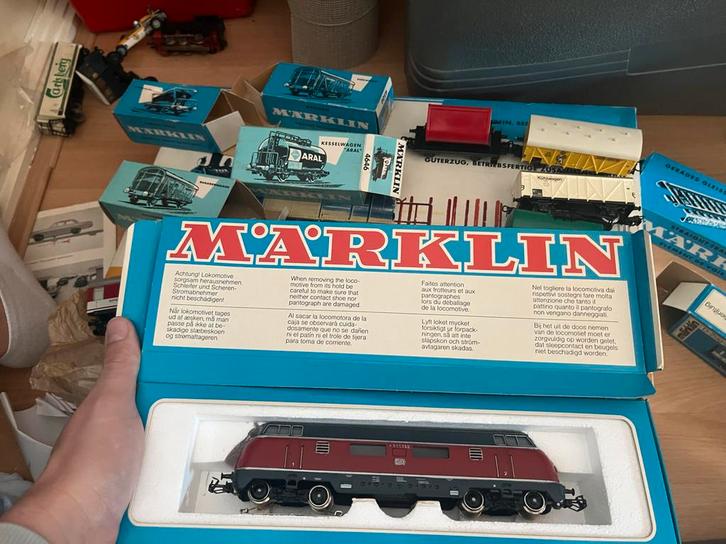 Carlsberg
MÄRKLIN
MÄRKLIN
KESSELWAGEN
"ARAL"
ARAL
4646
MÄRKLIN
GÜTERZUG, BETRIEBSFERTIG
MÄRKLIN
Achtung! Lokomotive
sorgsam herausnehmen.
Schleifer und Scheren-
Stromabnehmer
nicht beschädigen!
When removing the loco-
motive from its hold be
careful to make sure that
neither contact shoe nor
pantograph are damaged
Faites attention
aux frotteurs et aux
pantographes
lors du déballage
de la locomotive.
Nel togliere la locomotiva dai
rispettivi sostegni fare molta
attenzione che tanto il
pattino quanto il pantografo
non vengano danneggiati.
Når lokomotivet tages
ud af æsken, må man
passe på ikke at be-
skadige slæbeskoen
og strømaftageren.
Al sacar la locomotora de la
caja se observará cuida-
dosamente que no se dañen
ni el patín ni el trole de tijera
para toma de corriente.
Lyft loket mycket
försiktigt ur förpack-
ningen, så att inte
släpskon och ström-
avtagaren skadas.
Bij het uit de doos nemen
van de locomotief moet er
zorgvuldig op worden gelet,
dat sleepcontact en beugels
niet beschadigd worden.